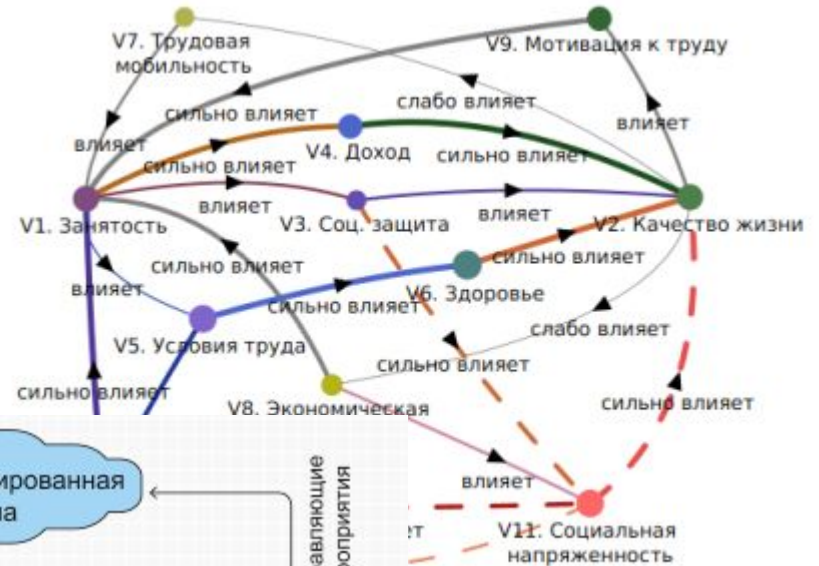 V7. Трудовая
мобильность
V9. Мотивация к труду
сильно влияет
слабо влияет
влияет
влияет
V4. Доход
сильно влияет
сильно влияет
V1. Занятость
влияет
V3. Соц. защита
влияет
V2. Качество жизни
сильно влияет
сильно влияет
влияет
сильно влияет
V6. Здоровье
V5. Условия труда
слабо влияет
сильно влияет
сильно влияет
V8. Экономическая
сильно влияет
влияет
V11. Социальная
напряженность